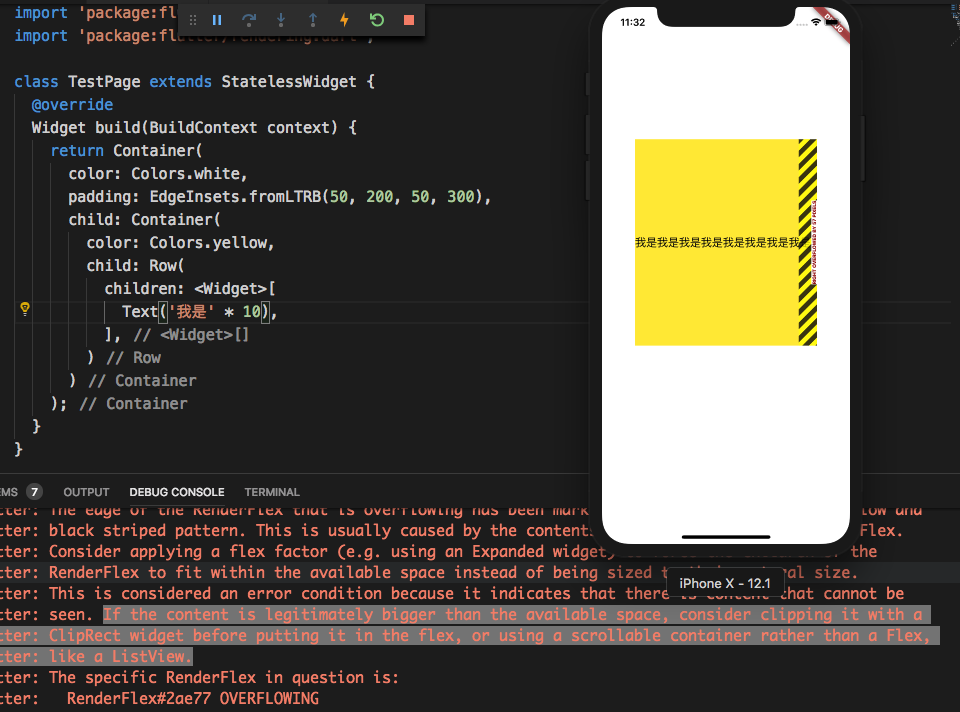 import 'package:fl
import 'package:flutter/rendering.dart';
class TestPage extends StatelessWidget {
@override
Widget build(BuildContext context) {
return Container(
color: Colors.white,
padding: EdgeInsets.fromLTRB(50, 200, 50, 300),
child: Container(
color: Colors.yellow,
child: Row(
children: <Widget>[
Text('我是' * 10),
], // <Widget>[]
) // Row
) // Container
); // Container
}
}
11:32
我是我是我是我是我是我是我是我
RIGHT OVERFLOWED BY 57 PIXELS
iPhone X – 12.1
EMS 7 OUTPUT DEBUG CONSOLE TERMINAL
tter: The edge of the RenderFlex that is overflowing has been mark low and
tter: black striped pattern. This is usually caused by the content Flex.
tter: Consider applying a flex factor (e.g. using an Expanded widget) the
tter: RenderFlex to fit within the available space instead of being sized size.
tter: This is considered an error condition because it indicates that there is content that cannot be
tter: seen. If the content is legitimately bigger than the available space, consider clipping it with a
tter: ClipRect widget before putting it in the flex, or using a scrollable container rather than a Flex,
tter: like a ListView.
tter: The specific RenderFlex in question is:
tter: RenderFlex#2ae77 OVERFLOWING